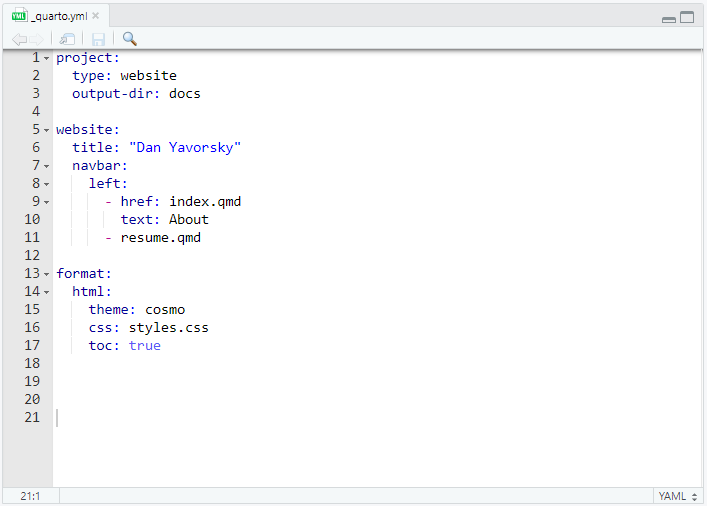 _quarto.yml
1 project:
2   type: website
3   output-dir: docs
4
5 website:
6   title: "Dan Yavorsky"
7   navbar:
8     left:
9       - href: index.qmd
10         text: About
11       - resume.qmd
12
13 format:
14   html:
15     theme: cosmo
16     css: styles.css
17     toc: true
18
19
20
21
21:1 YAML